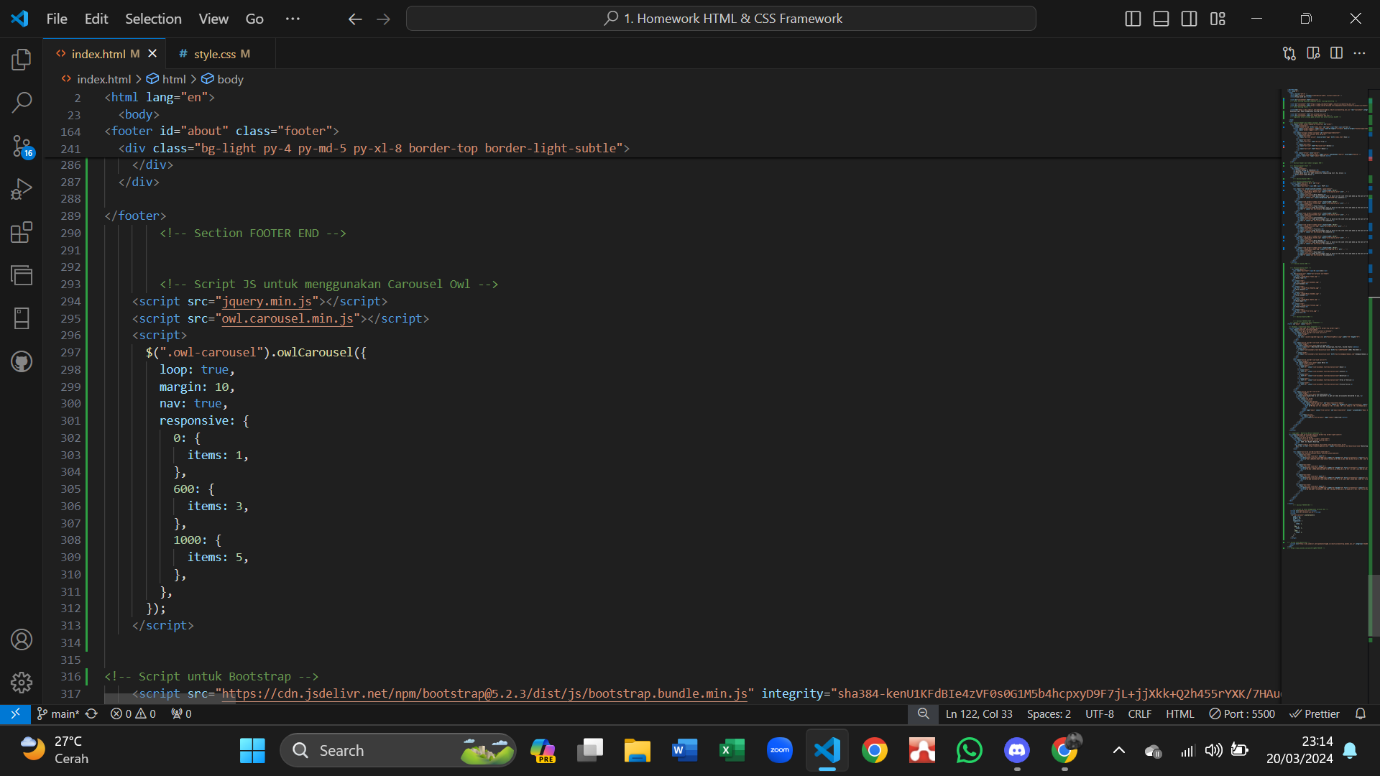 File Edit Selection View Go ··· 1. Homework HTML & CSS Framework
index.html M style.css M
index.html > html > body
2 <html lang="en">
23 <body>
164 <footer id="about" class="footer">
241 <div class="bg-light py-4 py-md-5 py-xl-8 border-top border-light-subtle">
286 </div>
287 </div>
288
289 </footer>
290 <!-- Section FOOTER END -->
291
292
293 <!-- Script JS untuk menggunakan Carousel Owl -->
294 <script src="jquery.min.js"></script>
295 <script src="owl.carousel.min.js"></script>
296 <script>
297 $(".owl-carousel").owlCarousel({
298 loop: true,
299 margin: 10,
300 nav: true,
301 responsive: {
302 0: {
303 items: 1,
304 },
305 600: {
306 items: 3,
307 },
308 1000: {
309 items: 5,
310 },
311 },
312 });
313 </script>
314
315
316 <!-- Script untuk Bootstrap -->
317 <script src="https://cdn.jsdelivr.net/npm/bootstrap@5.2.3/dist/js/bootstrap.bundle.min.js" integrity="sha384-kenU1KFdBIe4zVF0s0G1M5b4hcpxyD9F7jL+jjXkk+Q2h455rYXK/7HAu
16
main* 0 0 0 Ln 122, Col 33 Spaces: 2 UTF-8 CRLF HTML Port : 5500 Prettier
27°C
Cerah
Search
PRE
zoom
23:14
20/03/2024